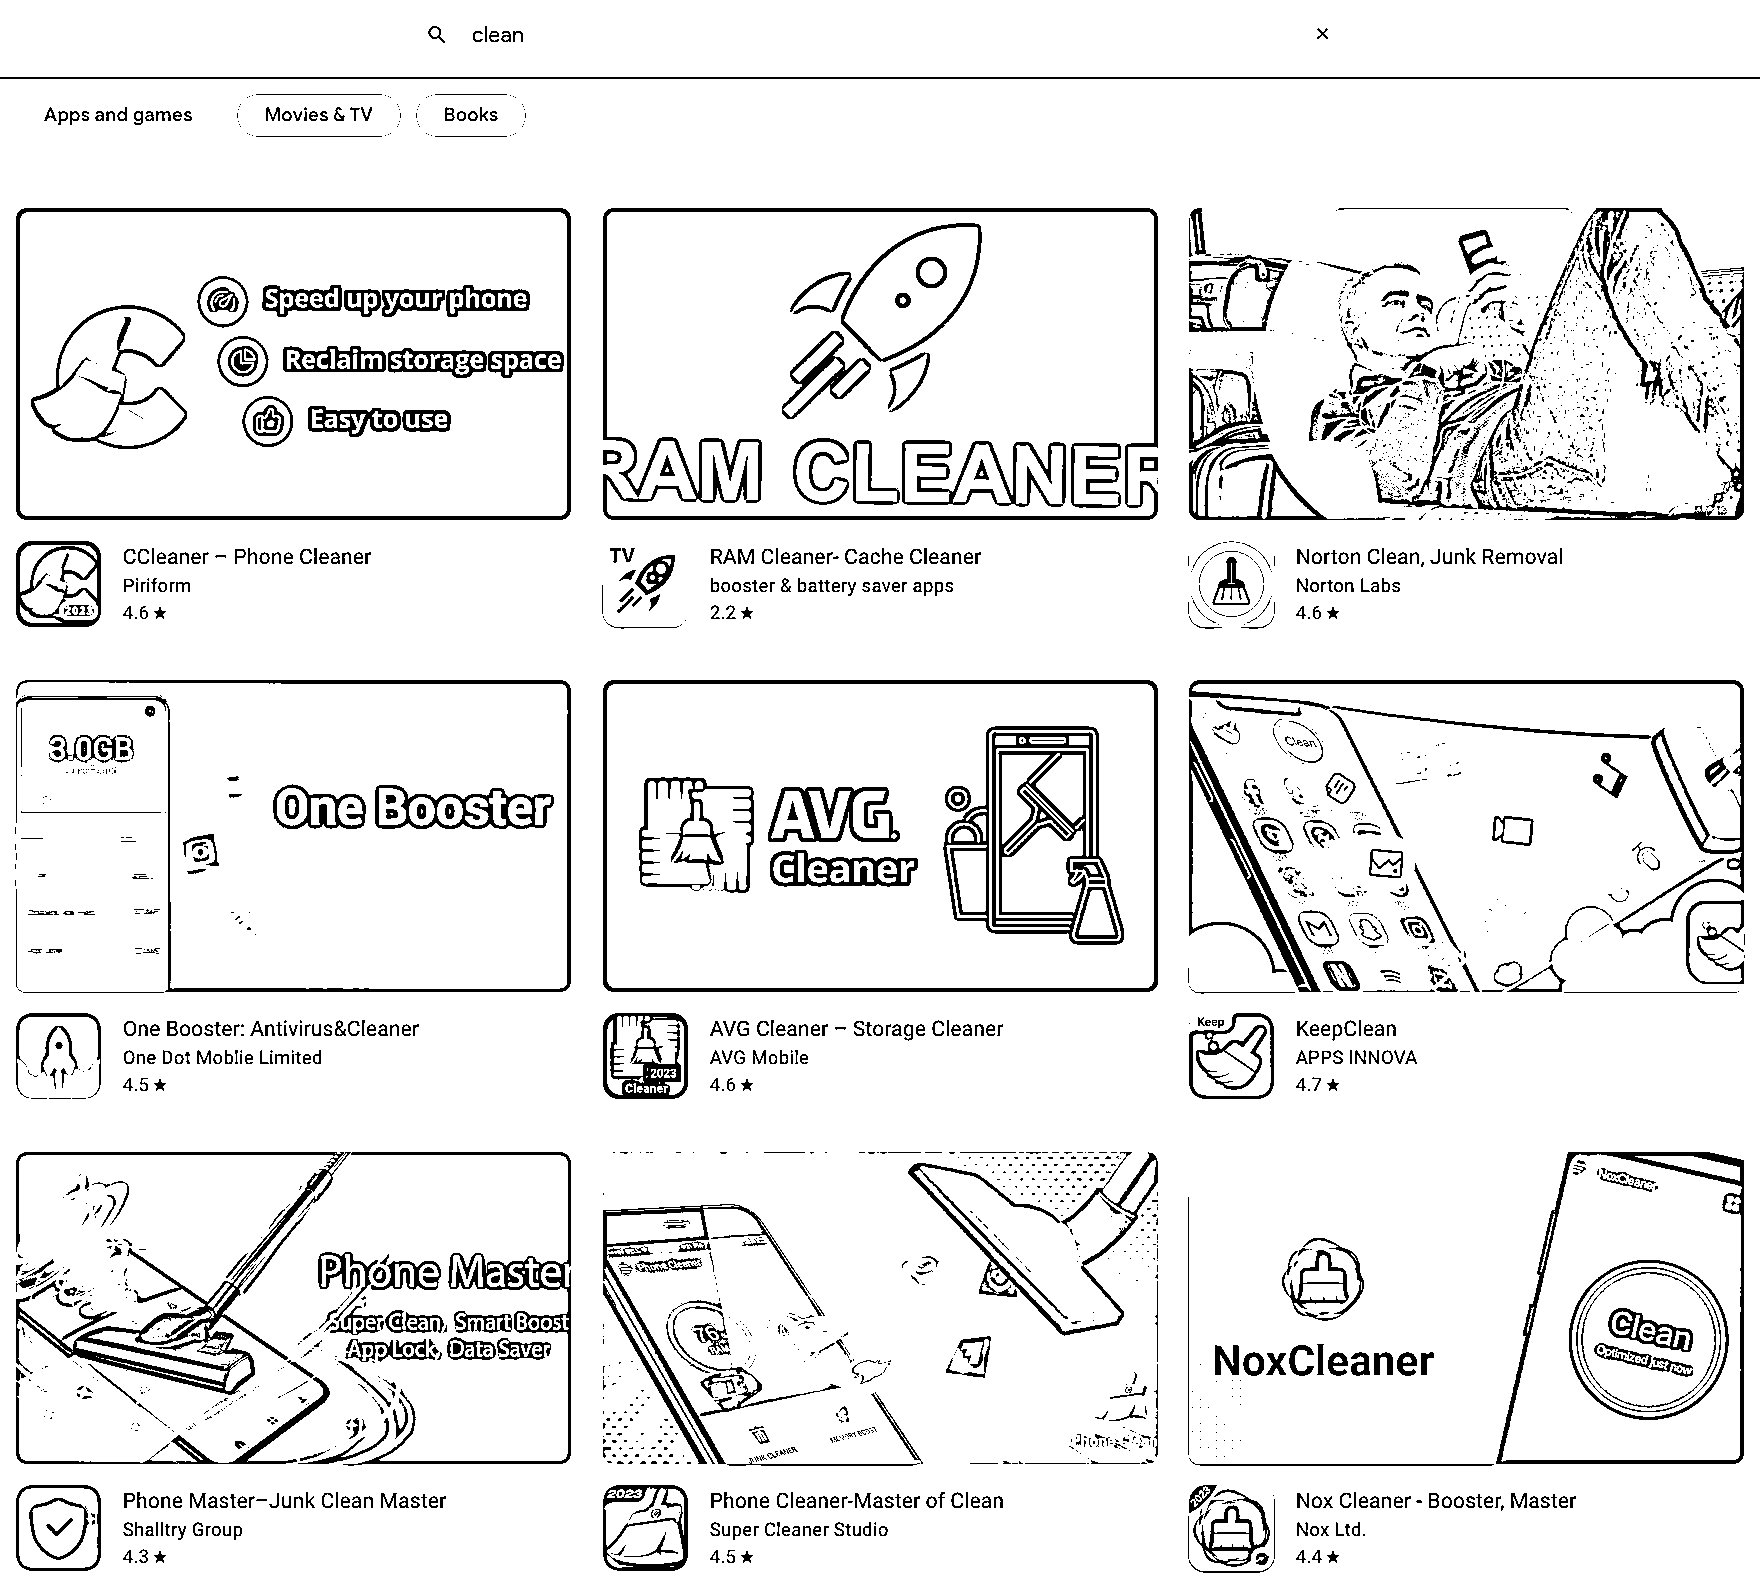 clean
Apps and games
Movies & TV
Books
Speed up your phone
Reclaim storage space
Easy to use
RAM CLEANER
CCleaner – Phone Cleaner
Piriform
4.6 ★
2023
TV
RAM Cleaner- Cache Cleaner
booster & battery saver apps
2.2 ★
Norton Clean, Junk Removal
Norton Labs
4.6 ★
3.0GB
One Booster
AVG
Cleaner
Clean
One Booster: Antivirus&Cleaner
One Dot Moblie Limited
4.5 ★
2023
Cleaner
AVG Cleaner – Storage Cleaner
AVG Mobile
4.6 ★
Keep
KeepClean
APPS INNOVA
4.7 ★
Phone Master
Super Clean, Smart Boost
App Lock, Data Saver
76
JUNK CLEANER
MEMORY BOOST
NoxCleaner
NoxCleaner
Clean
Optimized just now
Phone Master–Junk Clean Master
Shalltry Group
4.3 ★
2023
Phone Cleaner-Master of Clean
Super Cleaner Studio
4.5 ★
2023
Nox Cleaner - Booster, Master
Nox Ltd.
4.4 ★